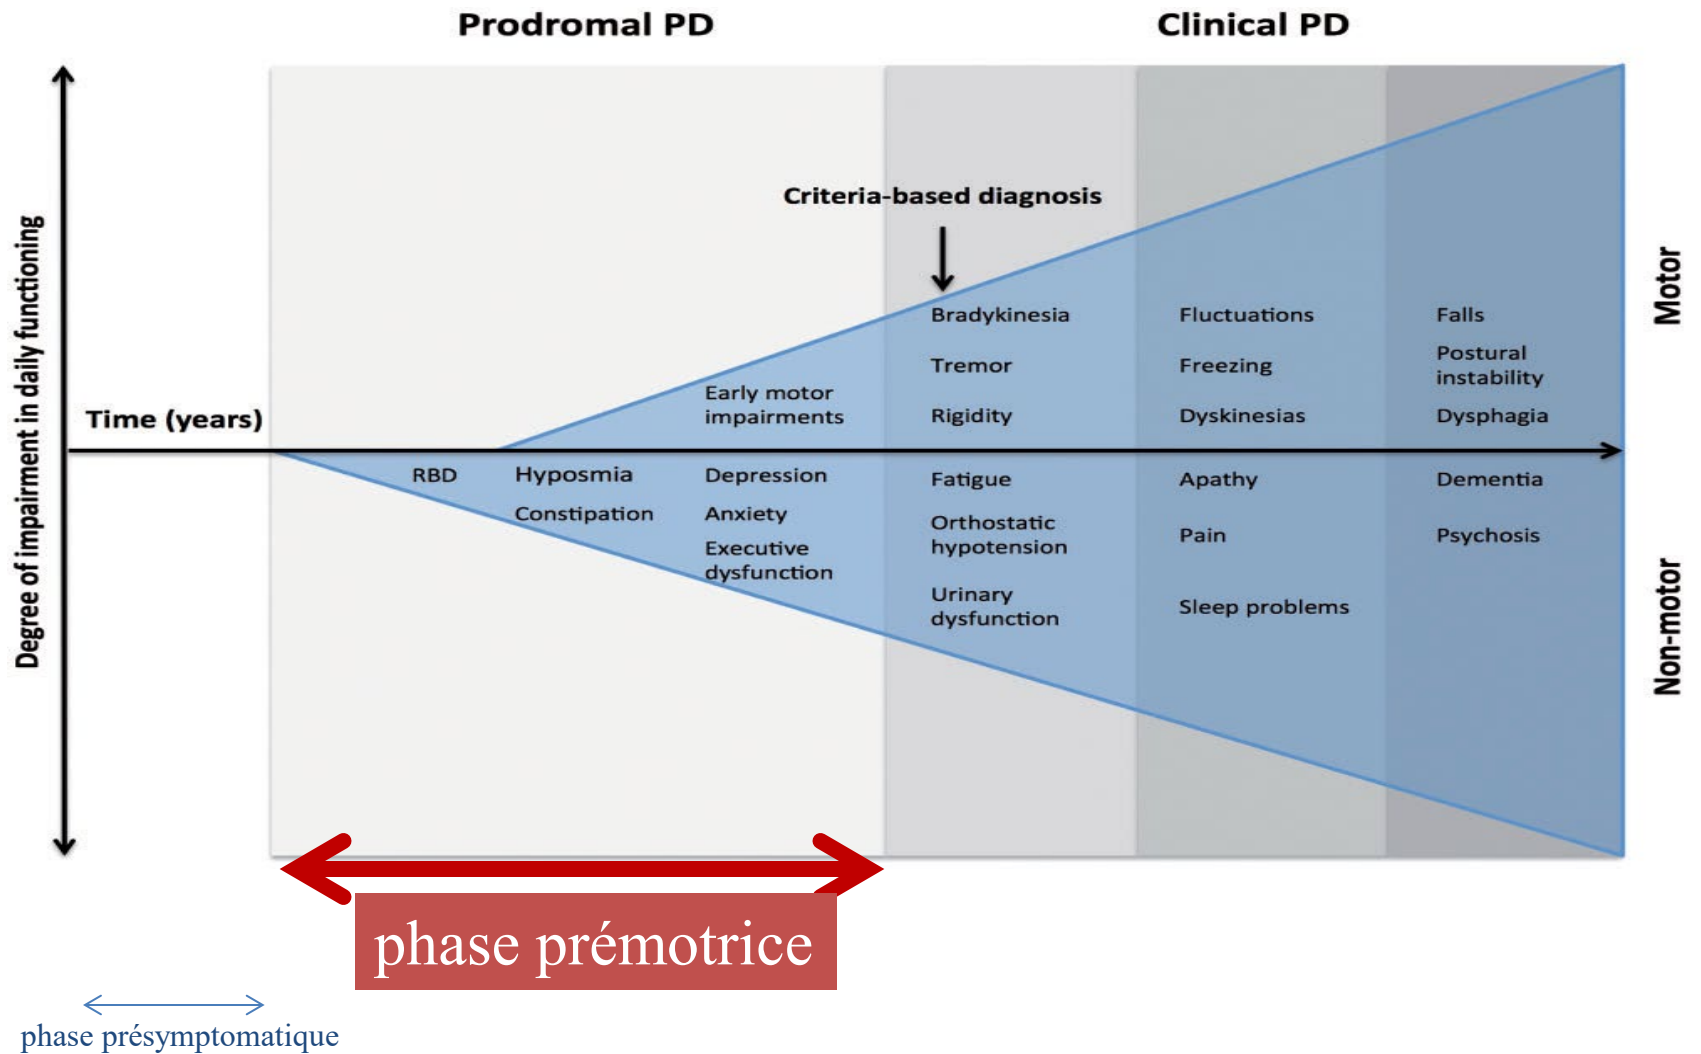 Prodromal PD
Clinical PD
Degree of impairment in daily functioning
Time (years)
Criteria-based diagnosis
Early motor
impairments
Bradykinesia
Tremor
Rigidity
Fluctuations
Freezing
Dyskinesias
Falls
Postural
instability
Dysphagia
Motor
RBD
Hyposmia
Constipation
Depression
Anxiety
Executive
dysfunction
Fatigue
Orthostatic
hypotension
Urinary
dysfunction
Apathy
Pain
Sleep problems
Dementia
Psychosis
Non-motor
phase prémotrice
phase présymptomatique